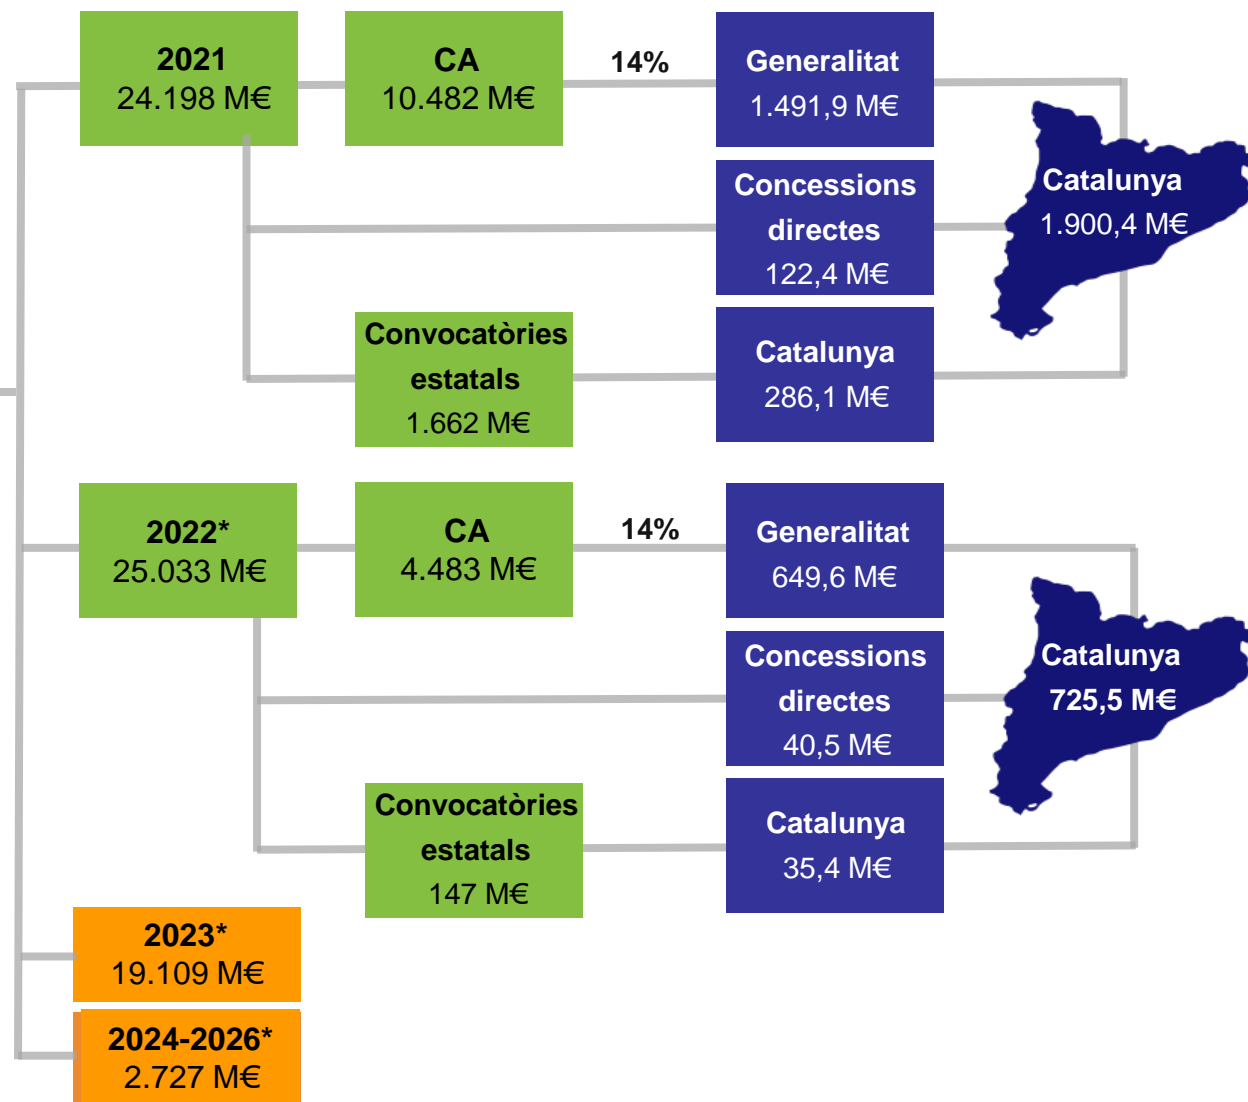 2021
24.198 M€
CA
10.482 M€
14%
Generalitat
1.491,9 M€
Concessions
directes
122,4 M€
Catalunya
1.900,4 M€
Convocatòries
estatals
1.662 M€
Catalunya
286,1 M€
2022*
25.033 M€
CA
4.483 M€
14%
Generalitat
649,6 M€
Concessions
directes
40,5 M€
Catalunya
725,5 M€
Convocatòries
estatals
147 M€
Catalunya
35,4 M€
2023*
19.109 M€
2024-2026*
2.727 M€